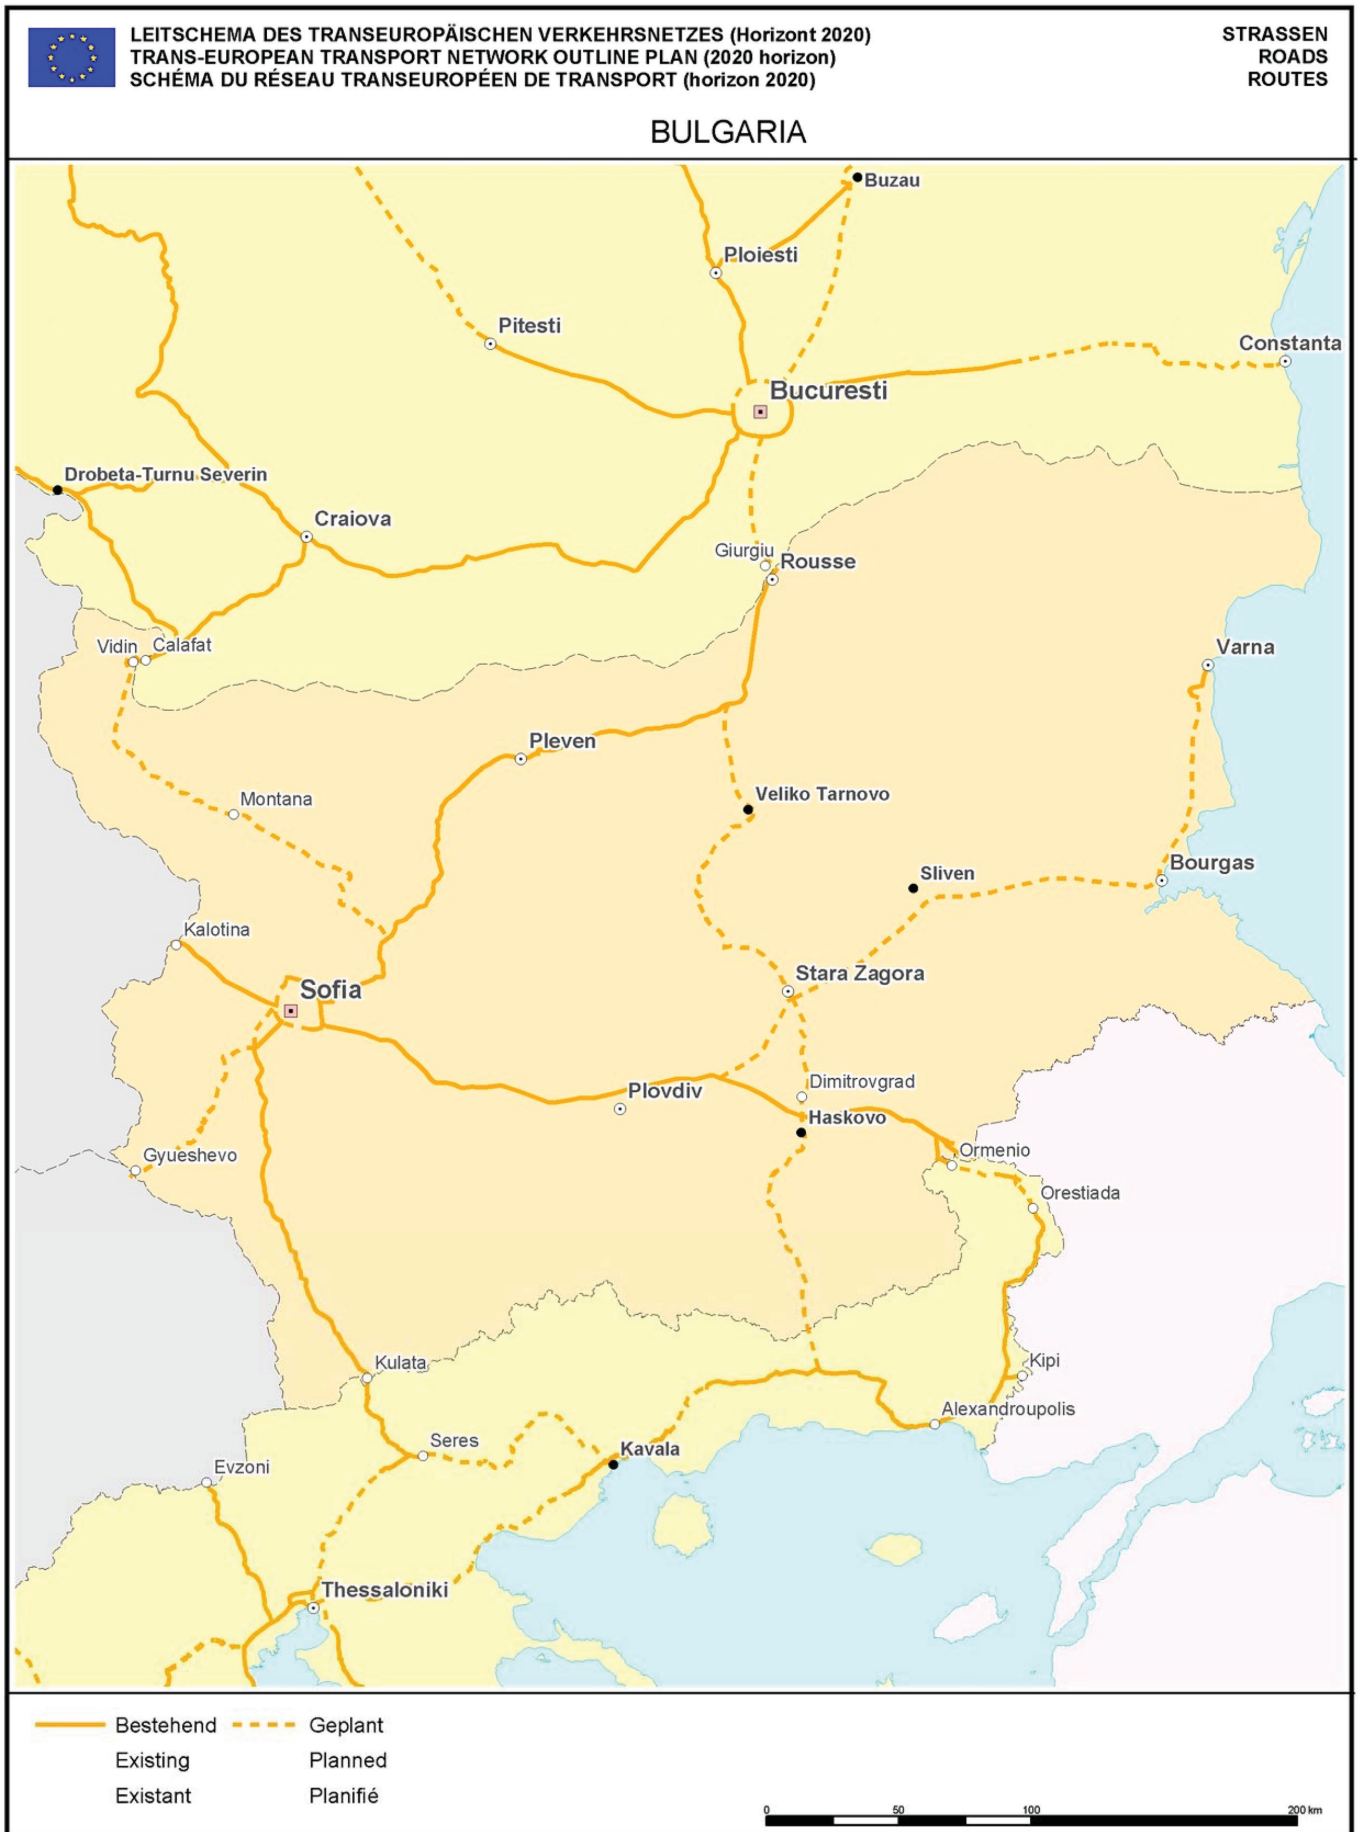 LEITSCHEMA DES TRANSEUROPÄISCHEN VERKEHRSNETZES (Horizont 2020)
TRANS-EUROPEAN TRANSPORT NETWORK OUTLINE PLAN (2020 horizon)
SCHÉMA DU RÉSEAU TRANSEUROPÉEN DE TRANSPORT (horizon 2020)
STRASSEN
ROADS
ROUTES
BULGARIA
Buzau
Ploiesti
Pitesti
Constanta
Bucuresti
Drobeta-Turnu Severin
Craiova
Giurgiu
Rousse
Vidin
Calafat
Varna
Pleven
Montana
Veliko Tarnovo
Bourgas
Sliven
Kalotina
Stara Zagora
Sofia
Dimitrovgrad
Plovdiv
Haskovo
Gyueshevo
Ormenio
Orestiada
Kulata
Kipi
Alexandroupolis
Seres
Kavala
Evzoni
Thessaloniki
Bestehend
Geplant
Existing
Planned
Existant
Planifié
0 50 100 200 km